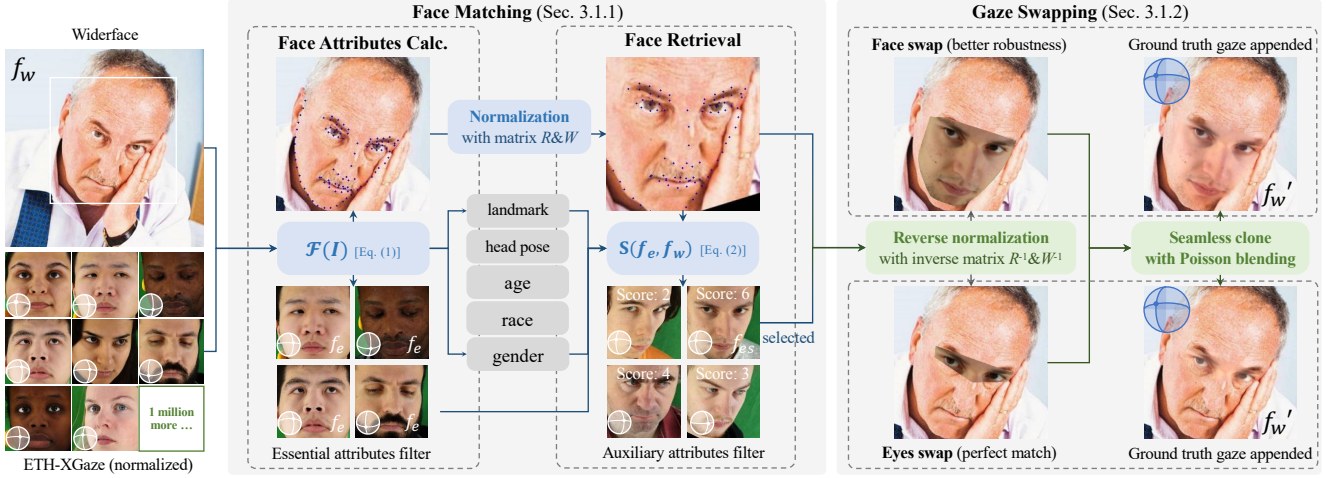 Face Matching (Sec. 3.1.1)
Gaze Swapping (Sec. 3.1.2)
Widerface
f_w
Face Attributes Calc.
Face Retrieval
Face swap (better robustness)
Ground truth gaze appended
Normalization
with matrix R&W
f_w'
landmark
head pose
age
race
gender
F(I) [Eq. (1)]
S(f_e, f_w) [Eq. (2)]
Reverse normalization
with inverse matrix R⁻¹&W⁻¹
Seamless clone
with Poisson blending
f_e
f_e
f_e
f_e
Score: 2
Score: 6
f_es
selected
Score: 4
Score: 3
f_w'
1 million
more ...
ETH-XGaze (normalized)
Essential attributes filter
Auxiliary attributes filter
Eyes swap (perfect match)
Ground truth gaze appended